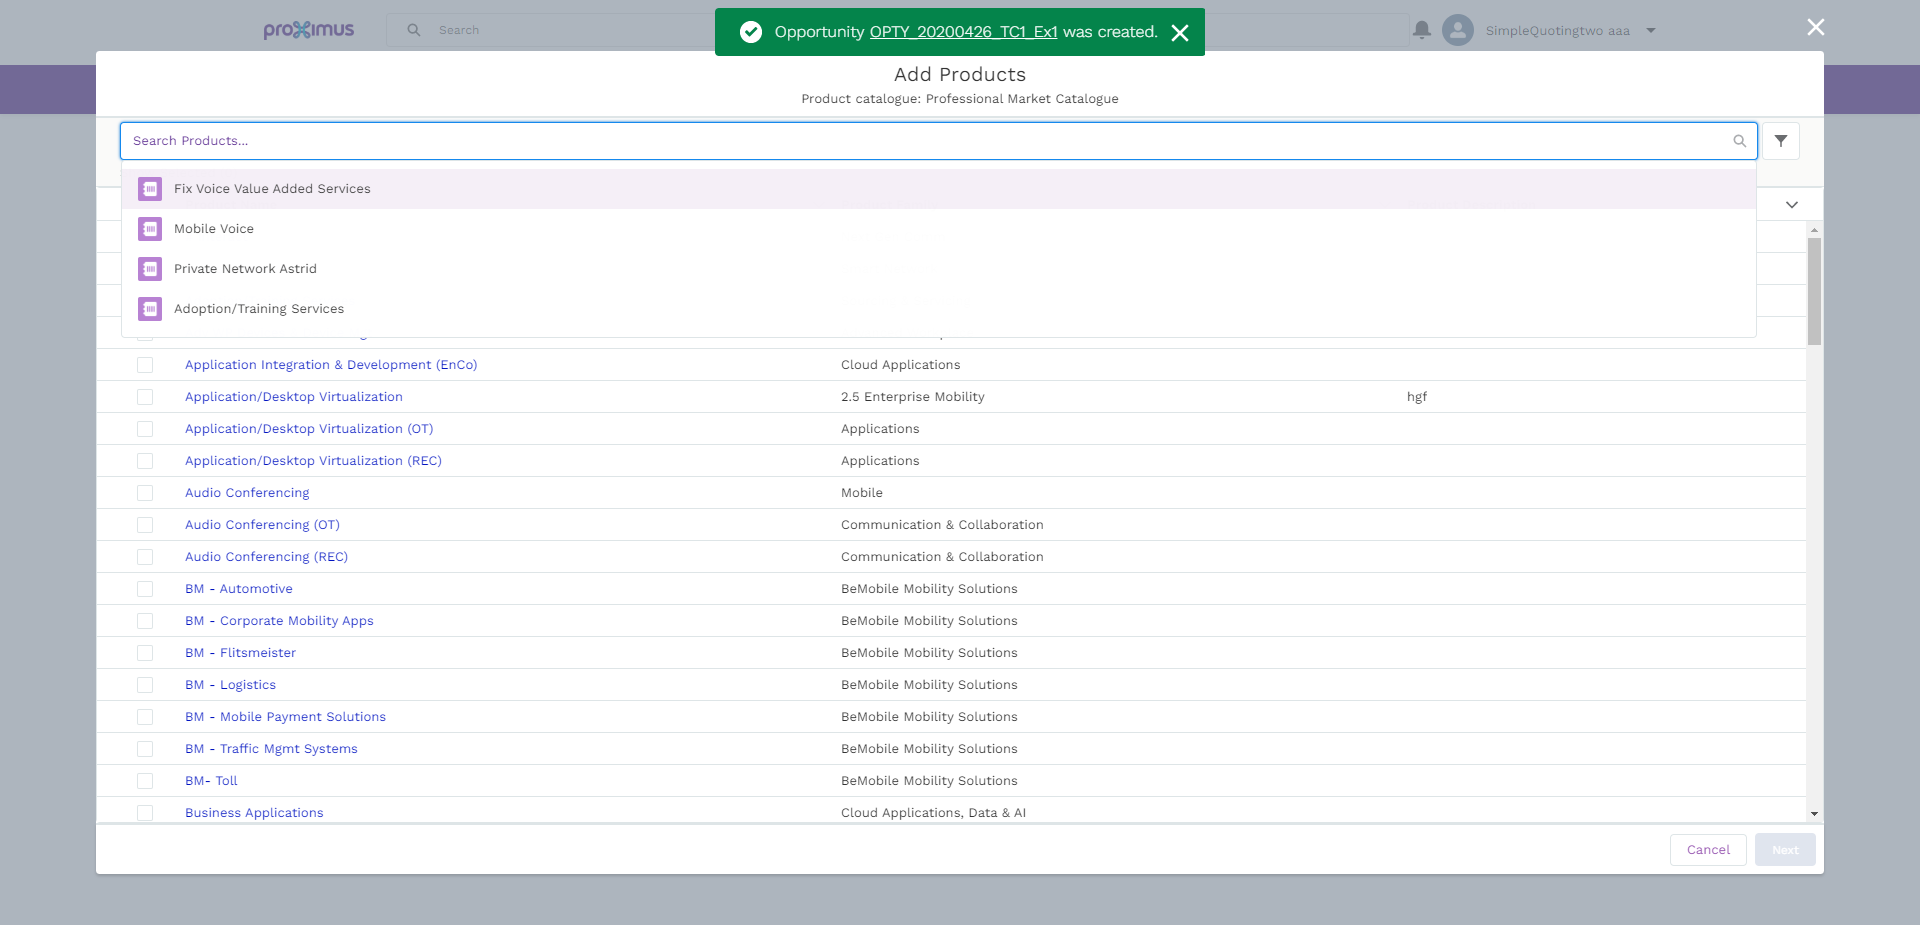 proximus
Search
Opportunity OPTY_20200426_TC1_Ex1 was created.
SimpleQuotingtwo aaa
Add Products
Product catalogue: Professional Market Catalogue
Search Products...
Fix Voice Value Added Services
Mobile Voice
Private Network Astrid
Adoption/Training Services
Application Integration & Development (EnCo) Cloud Applications
Application/Desktop Virtualization 2.5 Enterprise Mobility hgf
Application/Desktop Virtualization (OT) Applications
Application/Desktop Virtualization (REC) Applications
Audio Conferencing Mobile
Audio Conferencing (OT) Communication & Collaboration
Audio Conferencing (REC) Communication & Collaboration
BM - Automotive BeMobile Mobility Solutions
BM - Corporate Mobility Apps BeMobile Mobility Solutions
BM - Flitsmeister BeMobile Mobility Solutions
BM - Logistics BeMobile Mobility Solutions
BM - Mobile Payment Solutions BeMobile Mobility Solutions
BM - Traffic Mgmt Systems BeMobile Mobility Solutions
BM- Toll BeMobile Mobility Solutions
Business Applications Cloud Applications, Data & AI
Cancel
Next